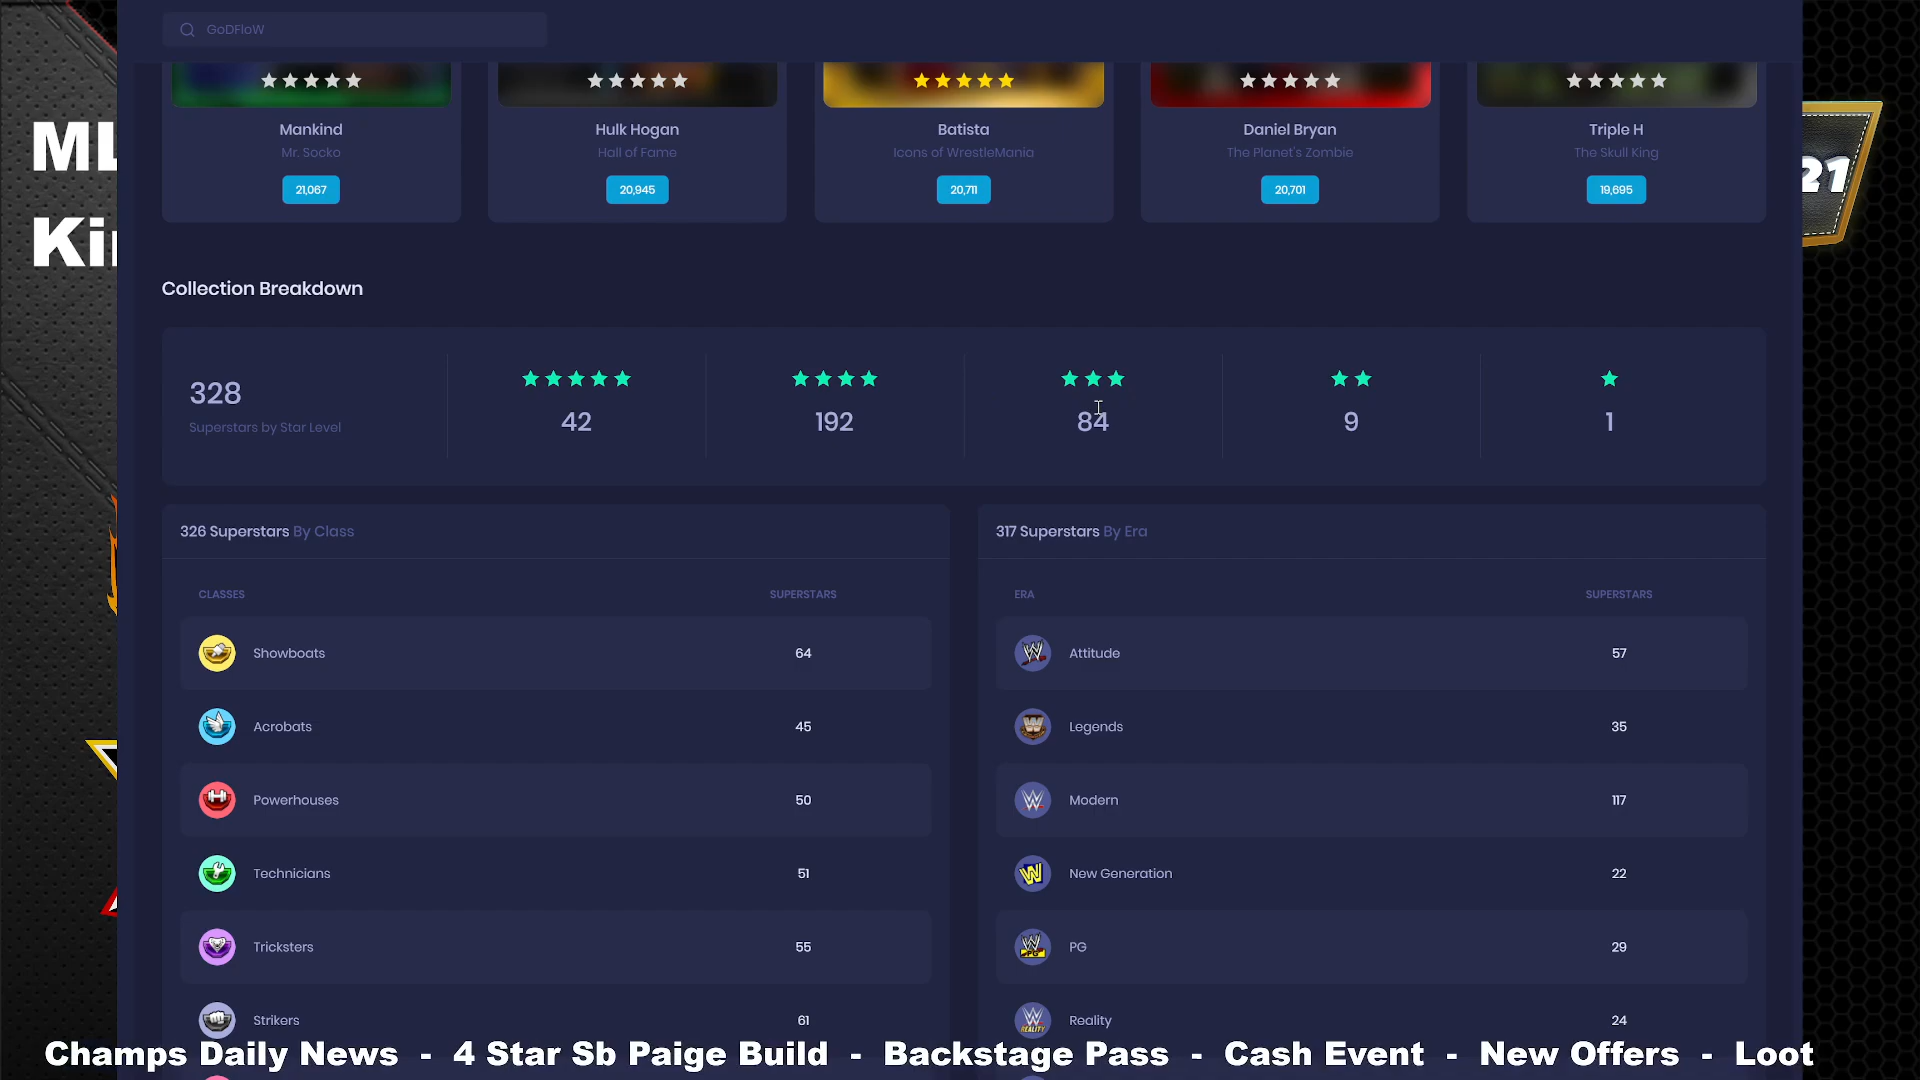 GoDFloW
Mankind
Mr. Socko
21,067
Hulk Hogan
Hall of Fame
20,945
Batista
Icons of WrestleMania
20,711
Daniel Bryan
The Planet's Zombie
20,701
Triple H
The Skull King
19,695
ML
Kin
21
Collection Breakdown
328
Superstars by Star Level
42
192
84
9
1
326 Superstars By Class
CLASSES SUPERSTARS
Showboats 64
Acrobats 45
Powerhouses 50
Technicians 51
Tricksters 55
Strikers 61
317 Superstars By Era
ERA SUPERSTARS
Attitude 57
Legends 35
Modern 117
New Generation 22
PG 29
Reality 24
Champs Daily News - 4 Star Sb Paige Build - Backstage Pass - Cash Event - New Offers - Loot